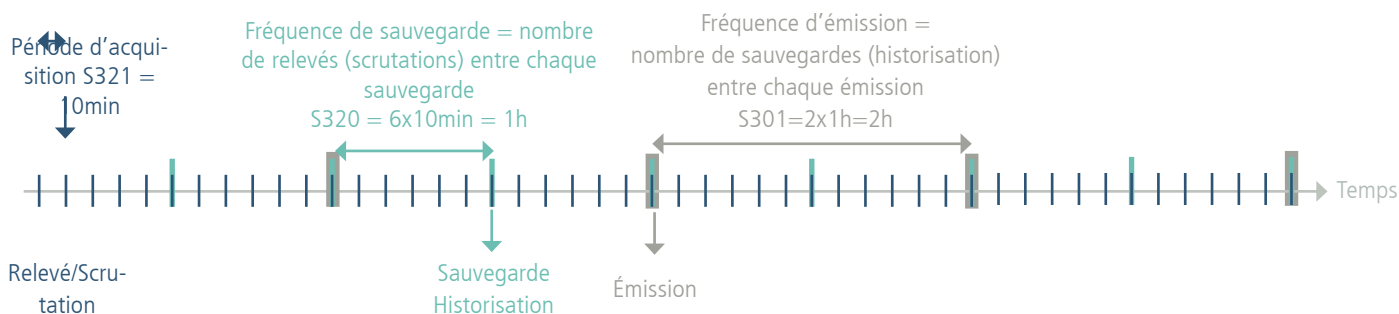 Période d’acqui-
sition S321 =
10min
Fréquence de sauvegarde = nombre
de relevés (scrutations) entre chaque
sauvegarde
S320 = 6x10min = 1h
Fréquence d’émission =
nombre de sauvegardes (historisation)
entre chaque émission
S301=2x1h=2h
Temps
Relevé/Scru-
tation
Sauvegarde
Historisation
Émission